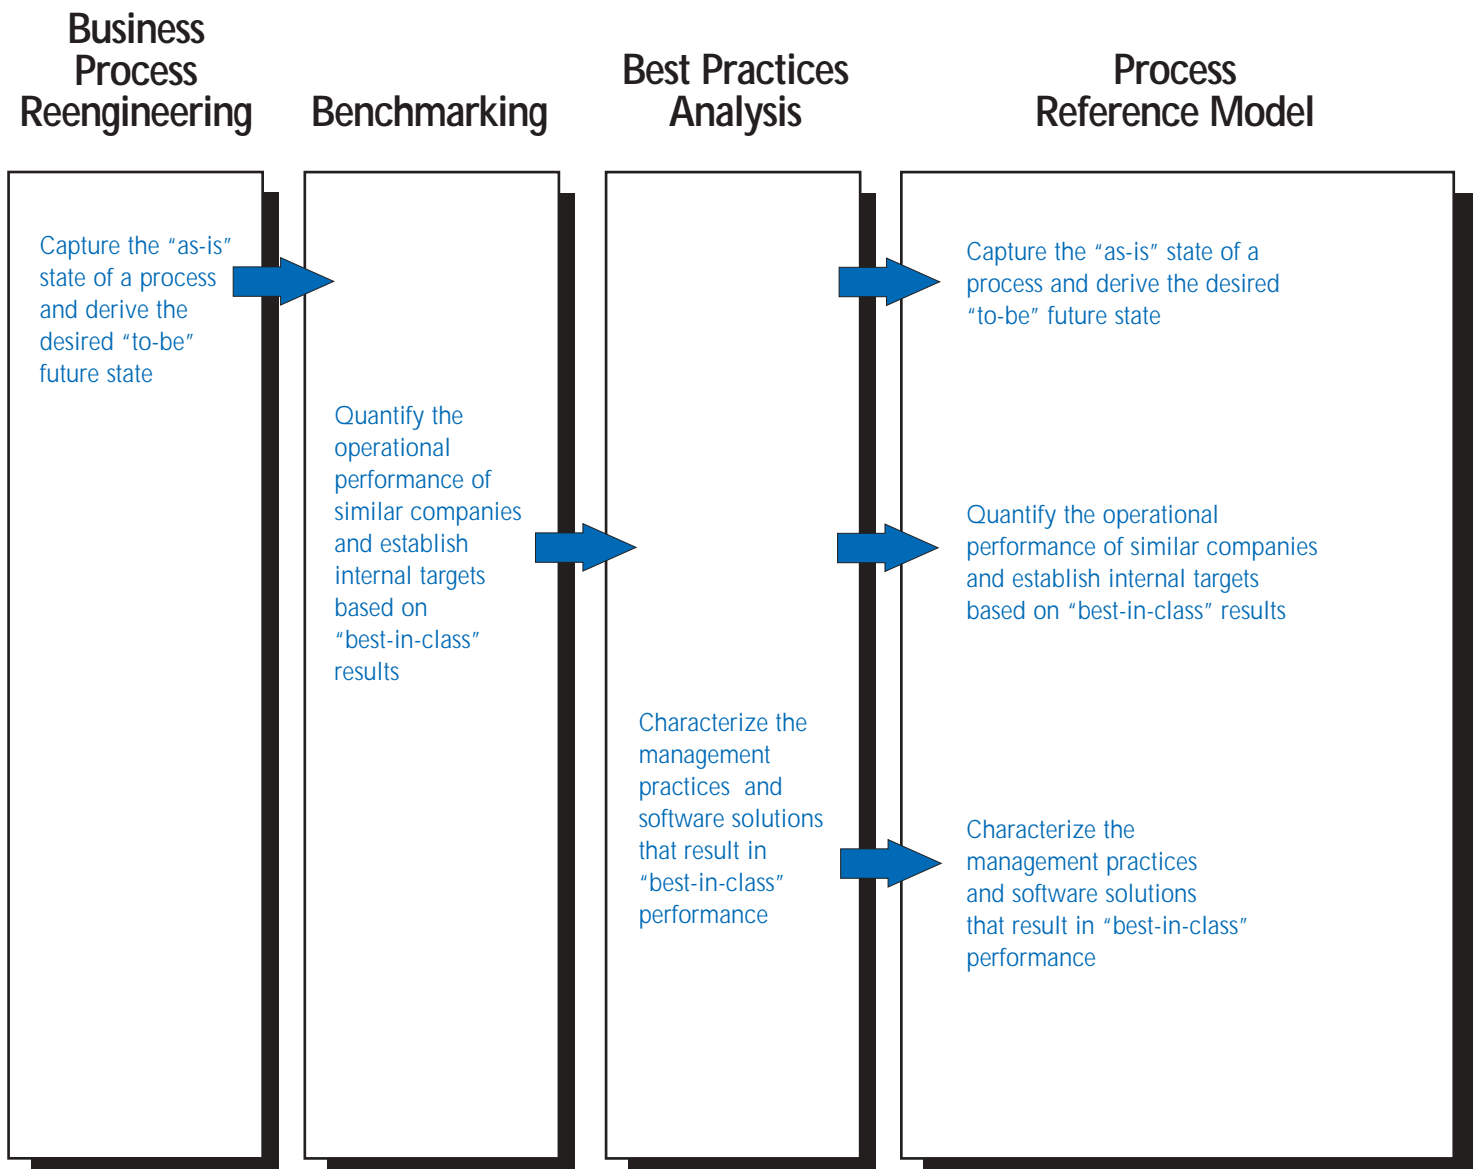 Business
Process
Reengineering
Benchmarking
Best Practices
Analysis
Process
Reference Model
Capture the “as-is”
state of a process
and derive the
desired “to-be”
future state
Quantify the
operational
performance of
similar companies
and establish
internal targets
based on
“best-in-class”
results
Characterize the
management
practices and
software solutions
that result in
“best-in-class”
performance
Capture the “as-is” state of a
process and derive the desired
“to-be” future state
Quantify the operational
performance of similar companies
and establish internal targets
based on “best-in-class” results
Characterize the
management practices
and software solutions
that result in “best-in-class”
performance